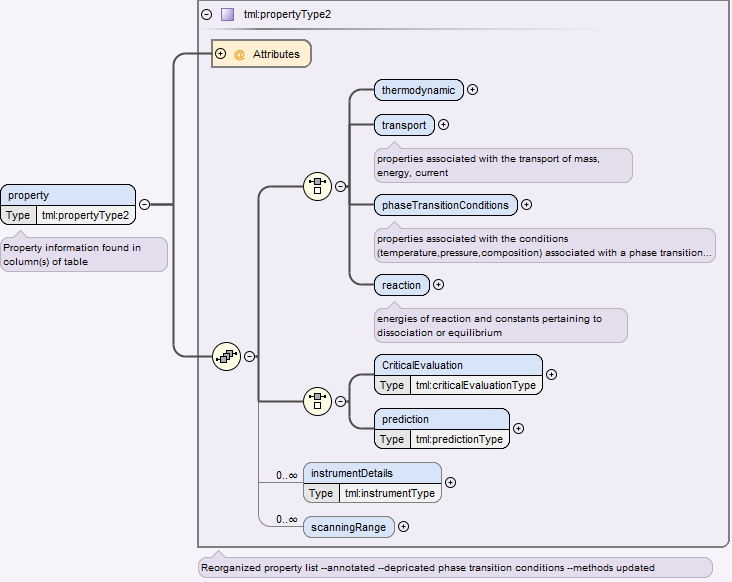 tml:propertyType2
@ Attributes
thermodynamic
transport
properties associated with the transport of mass,
energy, current
property
Type tml:propertyType2
Property information found in
column(s) of table
phaseTransitionConditions
properties associated with the conditions
(temperature,pressure,composition) associated with a phase transition...
reaction
energies of reaction and constants pertaining to
dissociation or equilibrium
CriticalEvaluation
Type tml:criticalEvaluationType
prediction
Type tml:predictionType
0..∞
instrumentDetails
Type tml:instrumentType
0..∞
scanningRange
Reorganized property list --annotated --depricated phase transition conditions --methods updated